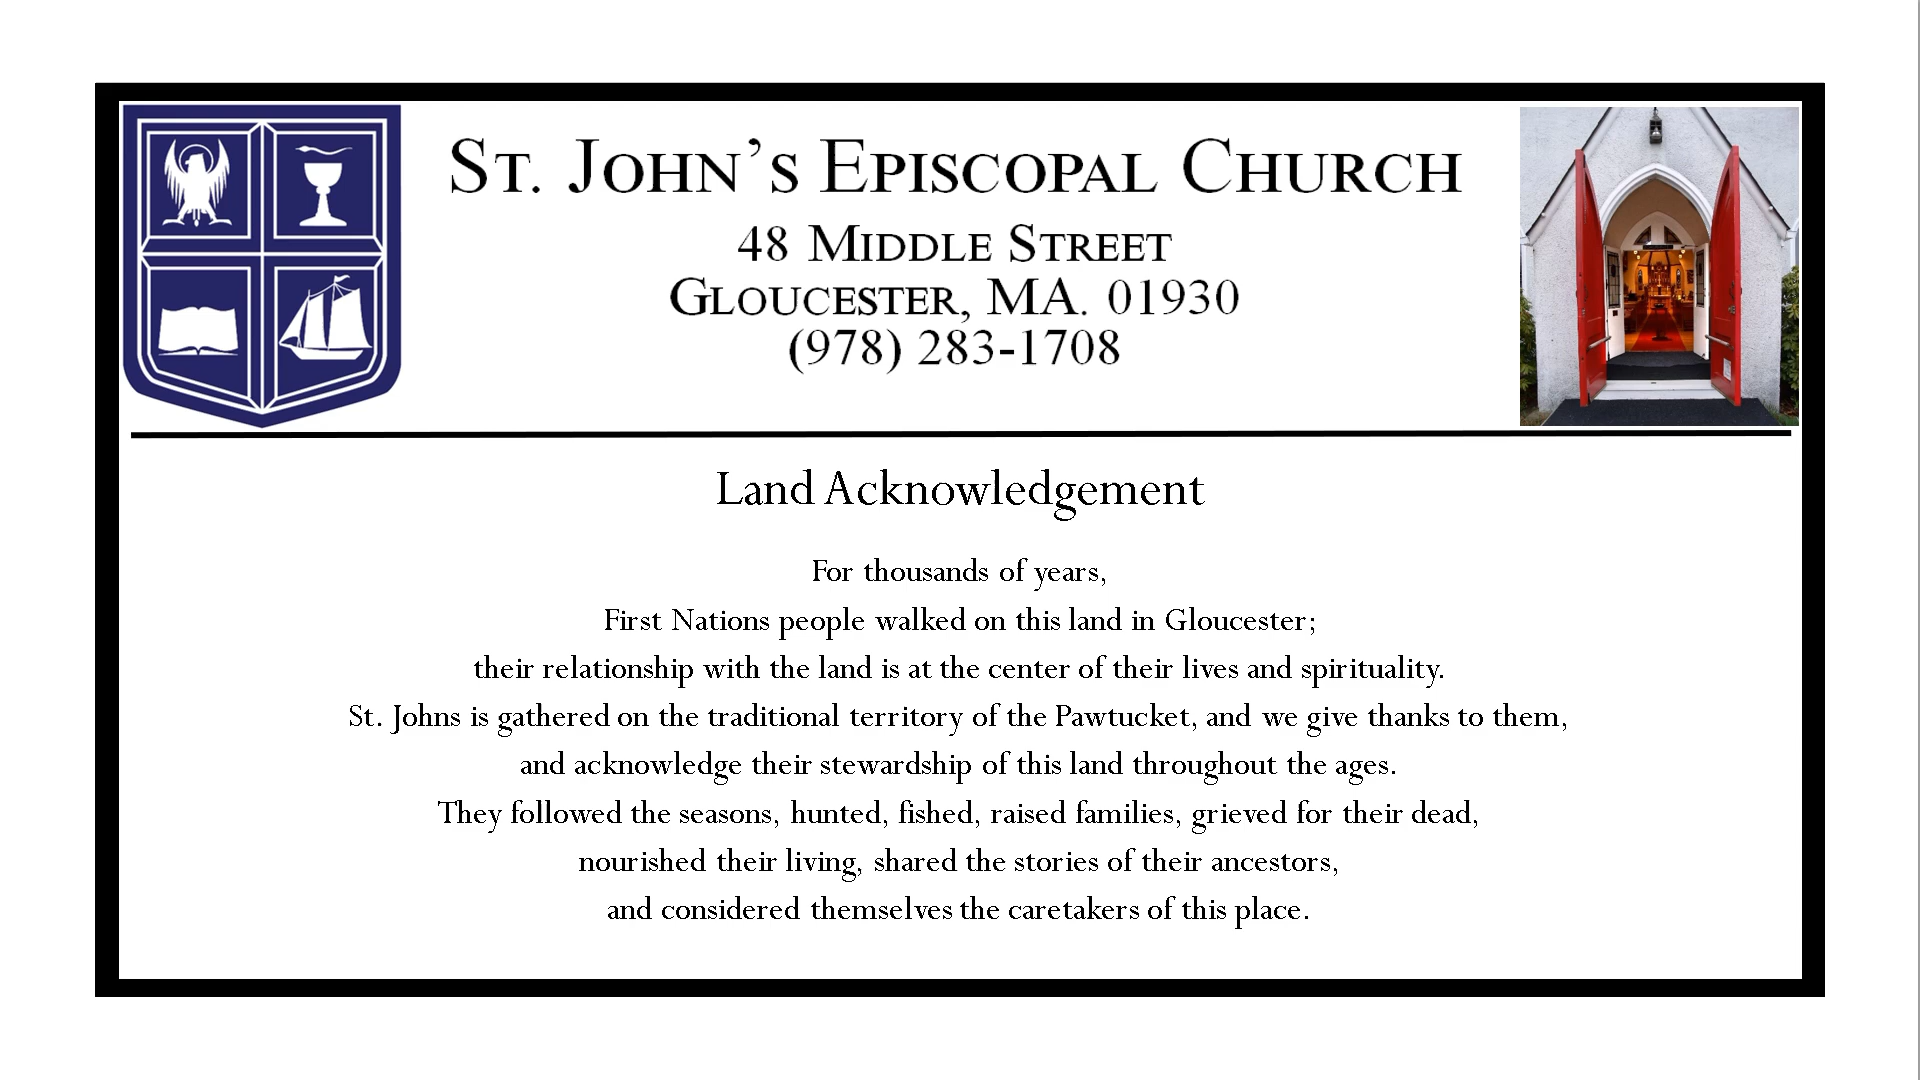 St. John’s Episcopal Church
48 Middle Street
Gloucester, MA. 01930
(978) 283-1708
Land Acknowledgement
For thousands of years,
First Nations people walked on this land in Gloucester;
their relationship with the land is at the center of their lives and spirituality.
St. Johns is gathered on the traditional territory of the Pawtucket, and we give thanks to them,
and acknowledge their stewardship of this land throughout the ages.
They followed the seasons, hunted, fished, raised families, grieved for their dead,
nourished their living, shared the stories of their ancestors,
and considered themselves the caretakers of this place.